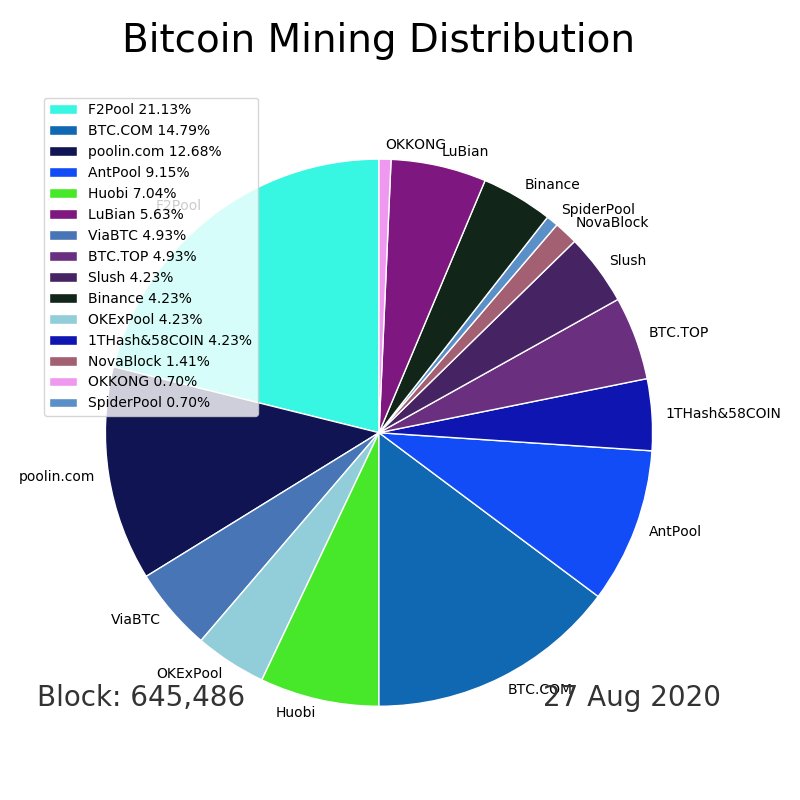 Bitcoin Mining Distribution
F2Pool 21.13%
BTC.COM 14.79%
poolin.com 12.68%
AntPool 9.15%
Huobi 7.04%
LuBian 5.63%
ViaBTC 4.93%
BTC.TOP 4.93%
Slush 4.23%
Binance 4.23%
OKExPool 4.23%
1THash&58COIN 4.23%
NovaBlock 1.41%
OKKONG 0.70%
SpiderPool 0.70%
OKKONG
LuBian
Binance
SpiderPool
NovaBlock
Slush
BTC.TOP
1THash&58COIN
AntPool
BTC.COM
Huobi
OKExPool
ViaBTC
poolin.com
F2Pool
Block: 645,486
27 Aug 2020